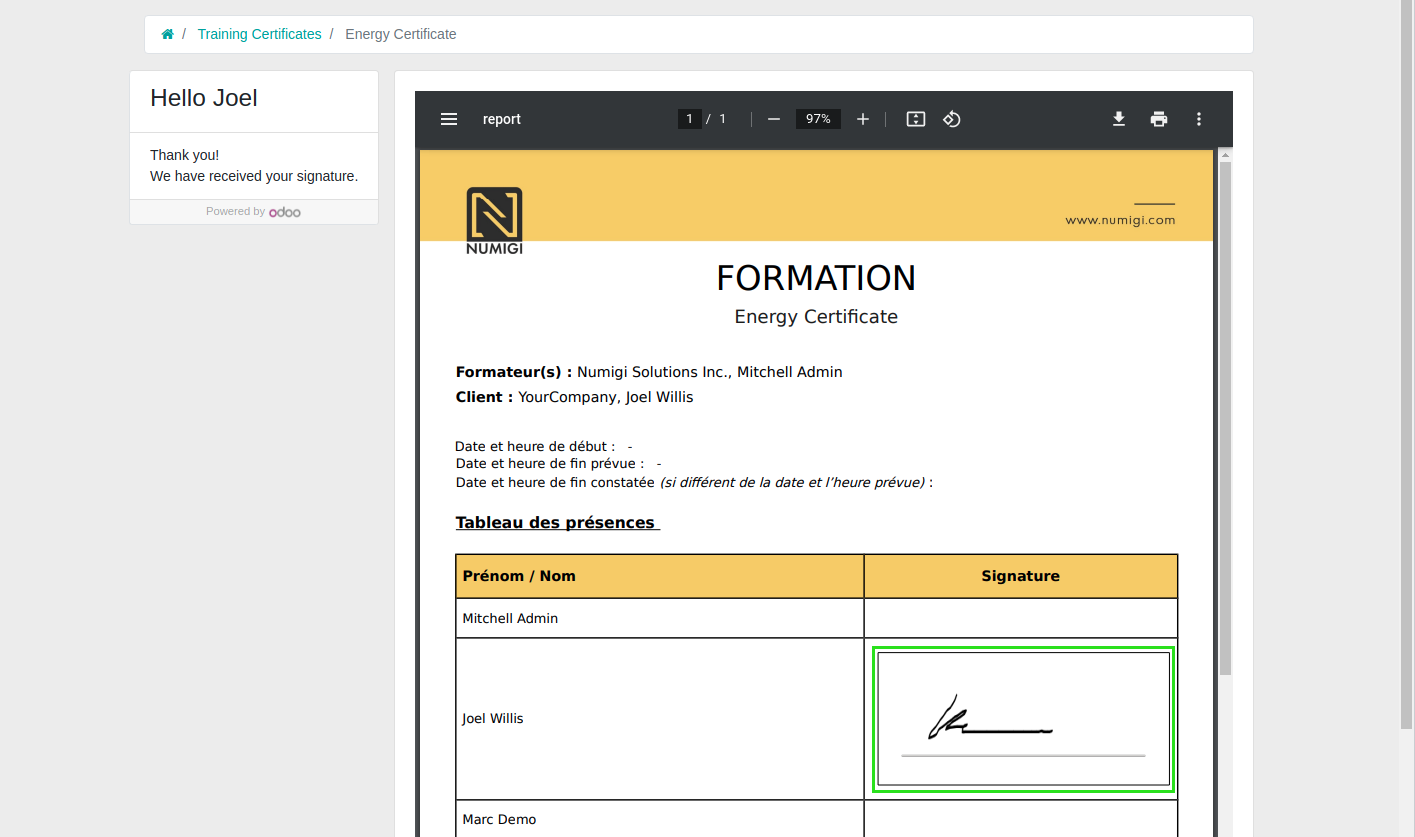 / Training Certificates / Energy Certificate
Hello Joel
Thank you!
We have received your signature.
Powered by odoo
report
1 / 1
97%
NUMIGI
www.numigi.com
FORMATION
Energy Certificate
Formateur(s) : Numigi Solutions Inc., Mitchell Admin
Client : YourCompany, Joel Willis
Date et heure de début : -
Date et heure de fin prévue : -
Date et heure de fin constatée (si différent de la date et l’heure prévue) :
Tableau des présences
Prénom / Nom Signature
Mitchell Admin
Joel Willis
Marc Demo